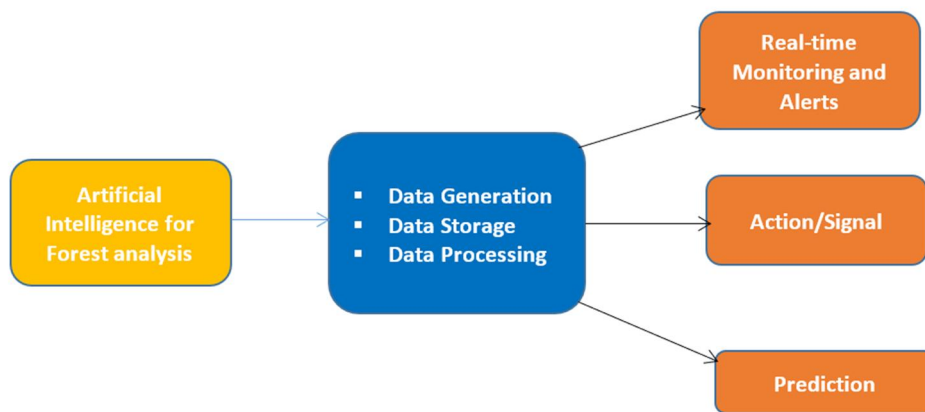 Artificial
Intelligence for
Forest analysis
▪ Data Generation
▪ Data Storage
▪ Data Processing
Real-time
Monitoring and
Alerts
Action/Signal
Prediction